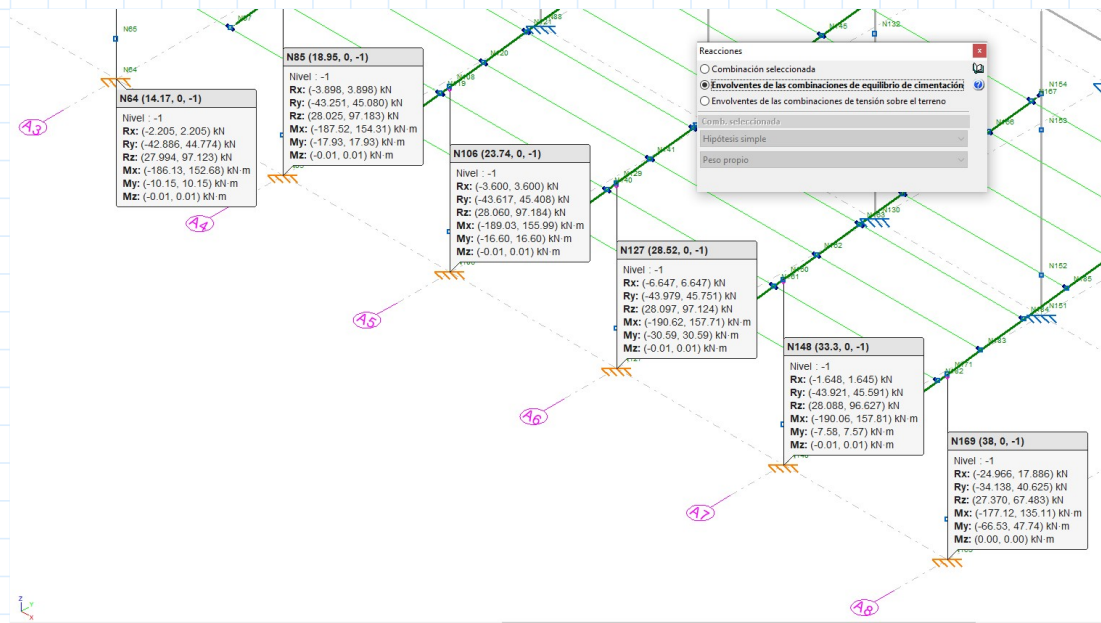 N65
N64
N64 (14.17, 0, -1)
Nivel : -1
Rx: (-2.205, 2.205) kN
Ry: (-42.886, 44.774) kN
Rz: (27.994, 97.123) kN
Mx: (-186.13, 152.68) kN·m
My: (-10.15, 10.15) kN·m
Mz: (-0.01, 0.01) kN·m
A3
N85 (18.95, 0, -1)
Nivel : -1
Rx: (-3.898, 3.898) kN
Ry: (-43.251, 45.080) kN
Rz: (28.025, 97.183) kN
Mx: (-187.52, 154.31) kN·m
My: (-17.93, 17.93) kN·m
Mz: (-0.01, 0.01) kN·m
A4
N106 (23.74, 0, -1)
Nivel : -1
Rx: (-3.600, 3.600) kN
Ry: (-43.617, 45.408) kN
Rz: (28.060, 97.184) kN
Mx: (-189.03, 155.99) kN·m
My: (-16.60, 16.60) kN·m
Mz: (-0.01, 0.01) kN·m
A5
N127 (28.52, 0, -1)
Nivel : -1
Rx: (-6.647, 6.647) kN
Ry: (-43.979, 45.751) kN
Rz: (28.097, 97.124) kN
Mx: (-190.62, 157.71) kN·m
My: (-30.59, 30.59) kN·m
Mz: (-0.01, 0.01) kN·m
A6
N148 (33.3, 0, -1)
Nivel : -1
Rx: (-1.648, 1.645) kN
Ry: (-43.921, 45.591) kN
Rz: (28.088, 96.627) kN
Mx: (-190.06, 157.81) kN·m
My: (-7.58, 7.57) kN·m
Mz: (-0.01, 0.01) kN·m
A7
N169 (38, 0, -1)
Nivel : -1
Rx: (-24.966, 17.886) kN
Ry: (-34.138, 40.625) kN
Rz: (27.370, 67.483) kN
Mx: (-177.12, 135.11) kN·m
My: (-66.53, 47.74) kN·m
Mz: (0.00, 0.00) kN·m
A8
Reacciones
x
Combinación seleccionada
Envolventes de las combinaciones de equilibrio de cimentación
Envolventes de las combinaciones de tensión sobre el terreno
Comb. seleccionada
Hipótesis simple
Peso propio
N132
N154
N153
N152
N130
N151
Z
Y
X